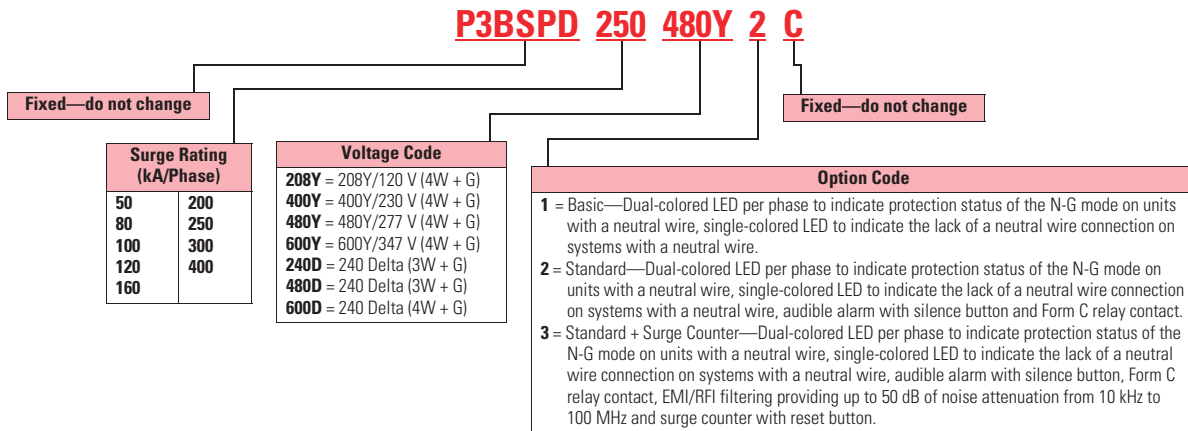 P3BSPD 250 480Y 2 C
Fixed—do not change
Fixed—do not change
Surge Rating
(kA/Phase)
50 200
80 250
100 300
120 400
160
Voltage Code
208Y = 208Y/120 V (4W + G)
400Y = 400Y/230 V (4W + G)
480Y = 480Y/277 V (4W + G)
600Y = 600Y/347 V (4W + G)
240D = 240 Delta (3W + G)
480D = 240 Delta (3W + G)
600D = 240 Delta (4W + G)
Option Code
1 = Basic—Dual-colored LED per phase to indicate protection status of the N-G mode on units
with a neutral wire, single-colored LED to indicate the lack of a neutral wire connection on
systems with a neutral wire.
2 = Standard—Dual-colored LED per phase to indicate protection status of the N-G mode on
units with a neutral wire, single-colored LED to indicate the lack of a neutral wire connection
on systems with a neutral wire, audible alarm with silence button and Form C relay contact.
3 = Standard + Surge Counter—Dual-colored LED per phase to indicate protection status of the
N-G mode on units with a neutral wire, single-colored LED to indicate the lack of a neutral
wire connection on systems with a neutral wire, audible alarm with silence button, Form C
relay contact, EMI/RFI filtering providing up to 50 dB of noise attenuation from 10 kHz to
100 MHz and surge counter with reset button.